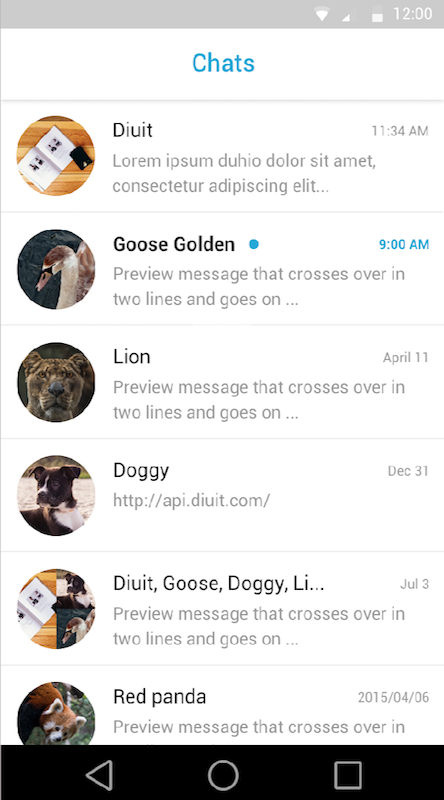 12:00
Chats
Diuit
11:34 AM
Lorem ipsum duhio dolor sit amet,
consectetur adipiscing elit...
Goose Golden
9:00 AM
Preview message that crosses over in
two lines and goes on ...
Lion
April 11
Preview message that crosses over in
two lines and goes on ...
Doggy
Dec 31
http://api.diuit.com/
Diuit, Goose, Doggy, Li...
Jul 3
Preview message that crosses over in
two lines and goes on ...
Red panda
2015/04/06
Preview message that crosses over in